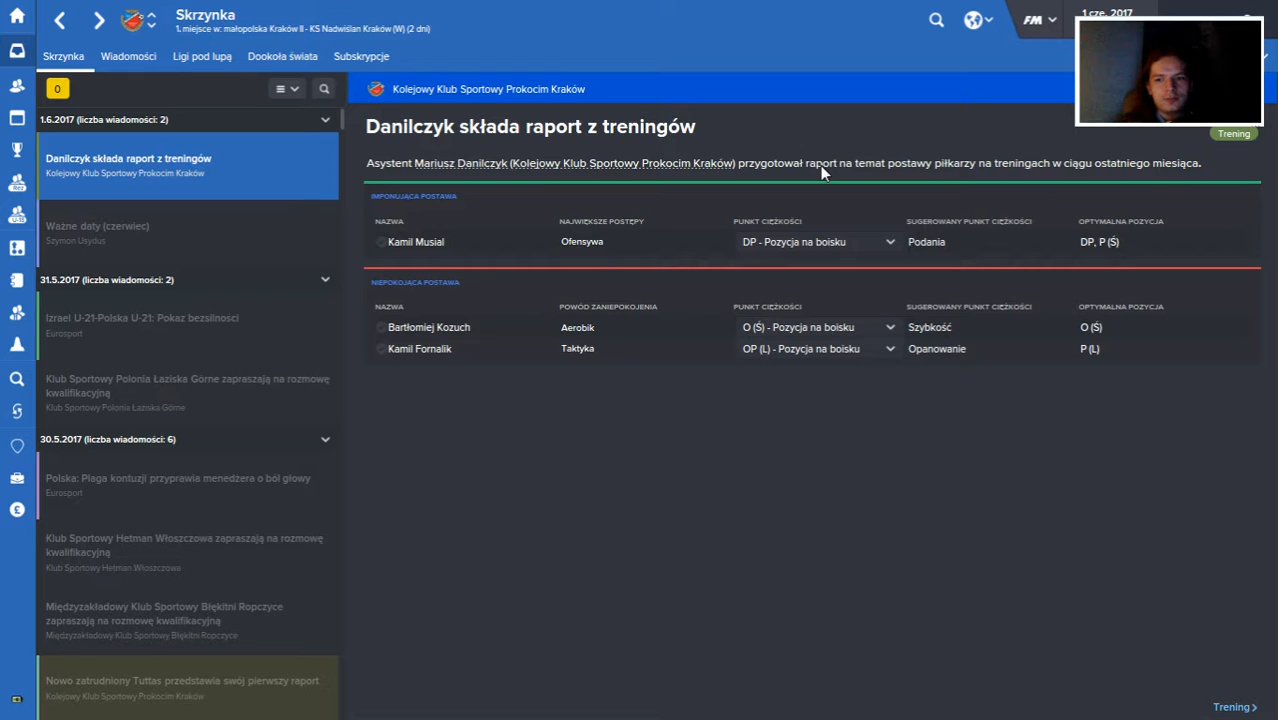 Skrzynka
1. miejsce w: małopolska Kraków II - KS Nadwiślan Kraków (W) (2 dni)
FM
1 cze. 2017
Skrzynka
Wiadomości
Ligi pod lupą
Dookoła świata
Subskrypcje
0
1.6.2017 (liczba wiadomości: 2)
Danilczyk składa raport z treningów
Kolejowy Klub Sportowy Prokocim Kraków
Ważne daty (czerwiec)
Szymon Usydus
31.5.2017 (liczba wiadomości: 2)
Izrael U-21-Polska U-21: Pokaz bezsilności
Eurosport
Klub Sportowy Polonia Łaziska Górne zapraszają na rozmowę
kwalifikacyjną
Klub Sportowy Polonia Łaziska Górne
30.5.2017 (liczba wiadomości: 6)
Polska: Plaga kontuzji przyprawia menedżera o ból głowy
Eurosport
Klub Sportowy Hetman Włoszczowa zapraszają na rozmowę
kwalifikacyjną
Klub Sportowy Hetman Włoszczowa
Międzyzakładowy Klub Sportowy Błękitni Ropczyce
zapraszają na rozmowę kwalifikacyjną
Międzyzakładowy Klub Sportowy Błękitni Ropczyce
Nowo zatrudniony Tuttas przedstawia swój pierwszy raport
Kolejowy Klub Sportowy Prokocim Kraków
Kolejowy Klub Sportowy Prokocim Kraków
Danilczyk składa raport z treningów
Trening
Asystent Mariusz Danilczyk (Kolejowy Klub Sportowy Prokocim Kraków) przygotował raport na temat postawy piłkarzy na treningach w ciągu ostatniego miesiąca.
IMPONUJĄCA POSTAWA
NAZWA NAJWIĘKSZE POSTĘPY PUNKT CIĘŻKOŚCI SUGEROWANY PUNKT CIĘŻKOŚCI OPTYMALNA POZYCJA
Kamil Musial Ofensywa DP - Pozycja na boisku Podania DP, P (Ś)
NIEPOKOJĄCA POSTAWA
NAZWA POWÓD ZANIEPOKOJENIA PUNKT CIĘŻKOŚCI SUGEROWANY PUNKT CIĘŻKOŚCI OPTYMALNA POZYCJA
Bartłomiej Kozuch Aerobik O (Ś) - Pozycja na boisku Szybkość O (Ś)
Kamil Fornalik Taktyka OP (L) - Pozycja na boisku Opanowanie P (L)
Trening >